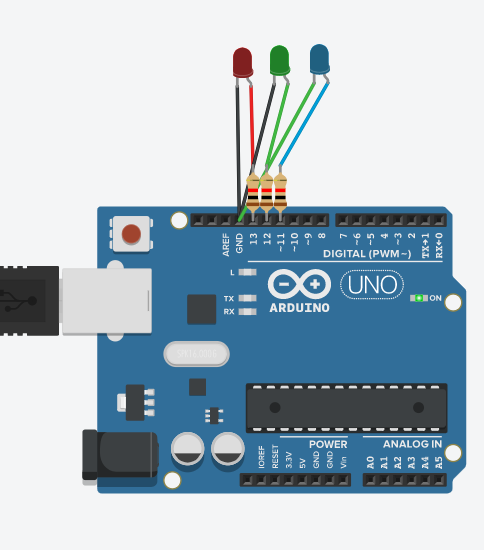 AREF
GND
13
12
~11
~10
~9
8
7
~6
~5
4
~3
2
TX→1
RX←0
DIGITAL (PWM~)
L
TX
RX
UNO
ARDUINO
ON
POWER
ANALOG IN
IOREF
RESET
3.3V
5V
GND
GND
Vin
A0
A1
A2
A3
A4
A5